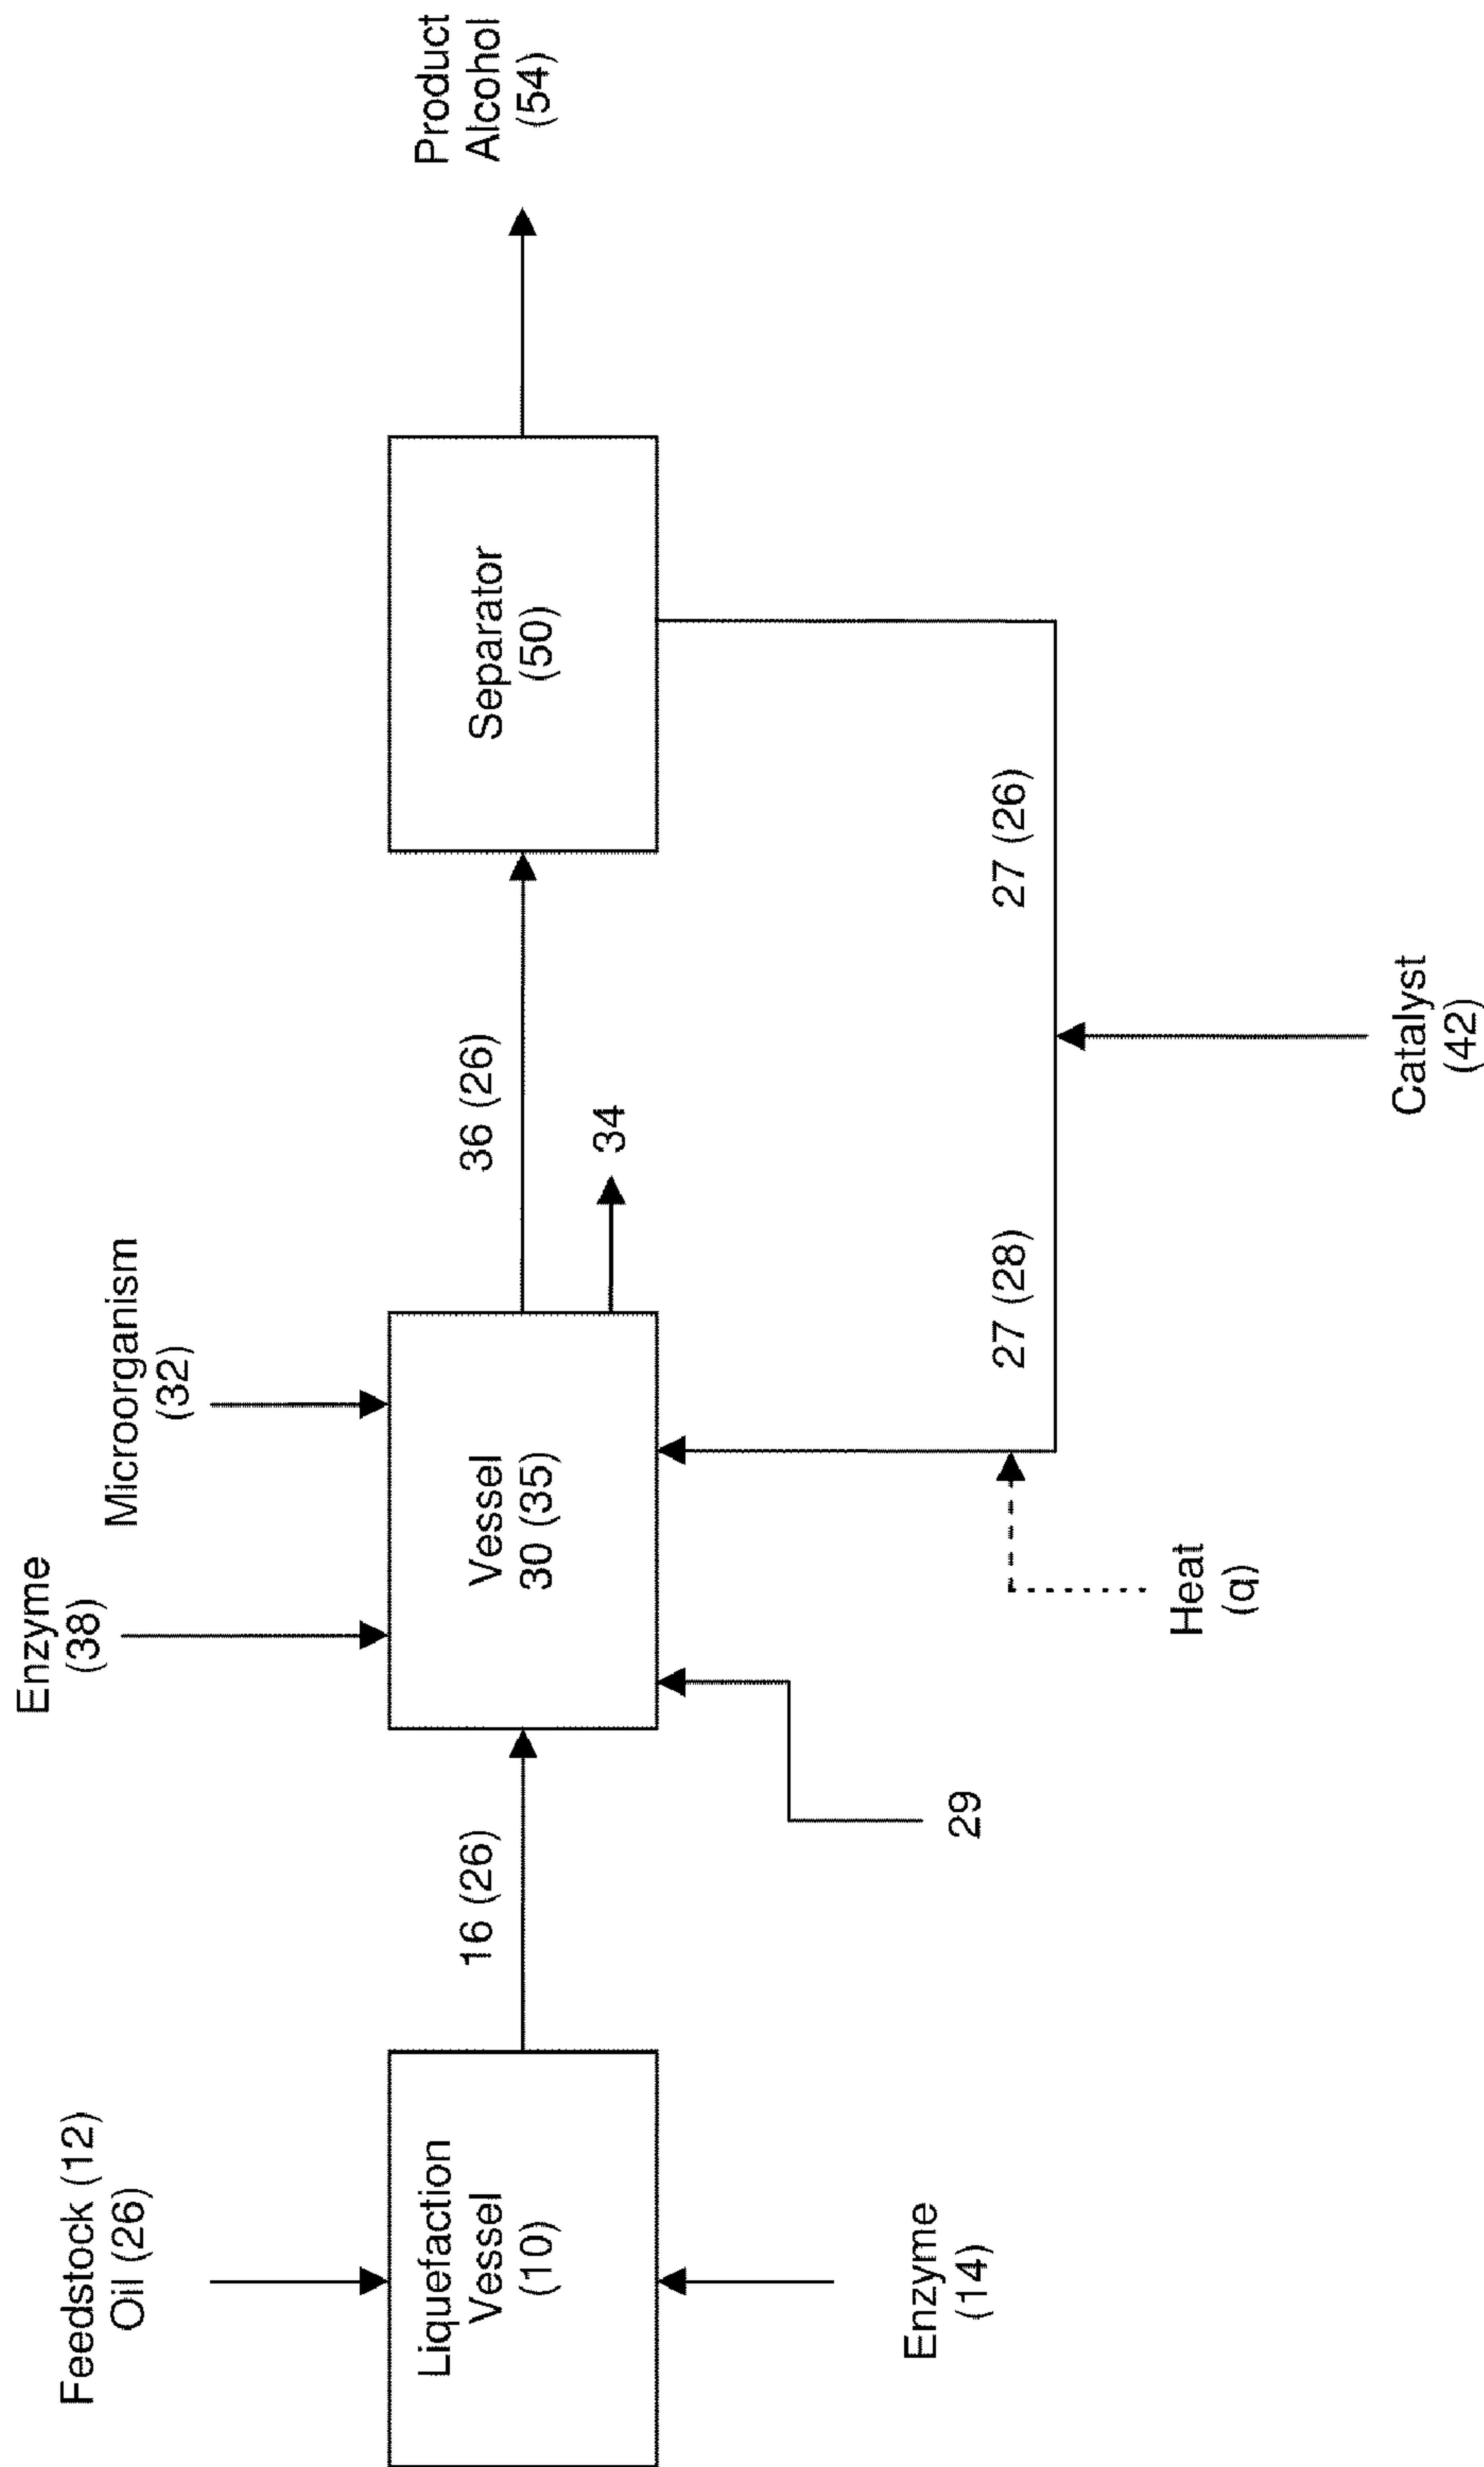 Feedstock (12)
Oil (26)
Liquefaction
Vessel
(10)
Enzyme
(14)
16 (26)
Enzyme
(38)
Microorganism
(32)
Vessel
30 (35)
29
34
36 (26)
Separator
(50)
Product
Alcohol
(54)
27 (28)
27 (26)
Heat
(q)
Catalyst
(42)